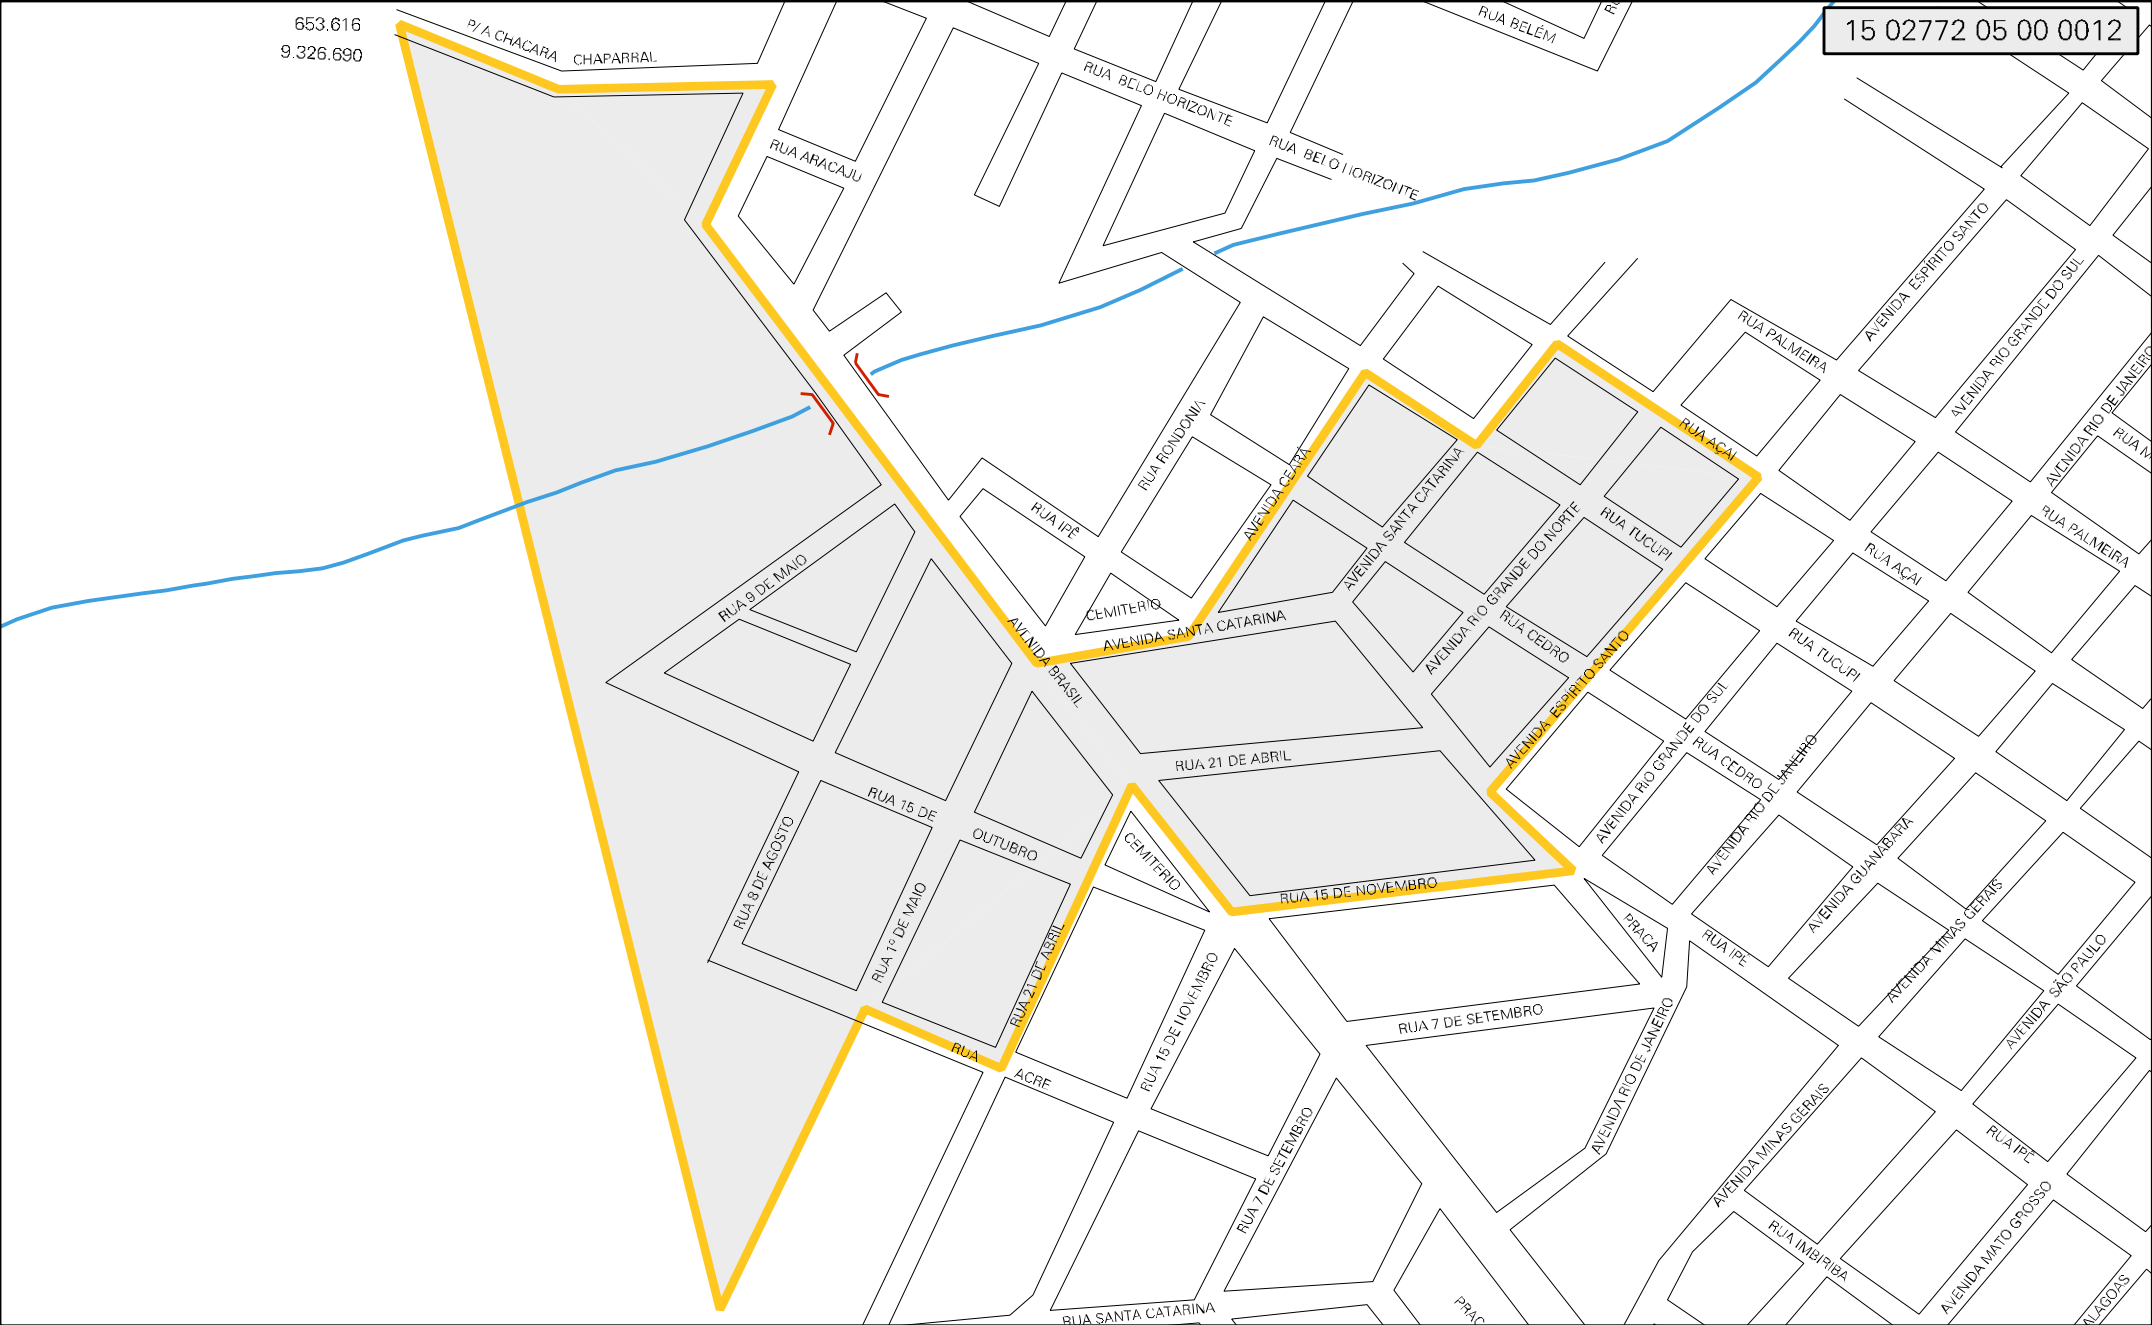 653.616
9.326.690
15 02772 05 00 0012
P/ A CHACARA CHAPARRAL
RUA BELÉM
RUA BELO HORIZONTE
RUA BELO HORIZONTE
RUA ARACAJU
AVENIDA ESPIRITO SANTO
AVENIDA RIO GRANDE DO SUL
RUA PALMEIRA
AVENIDA RIO DE JANEIRO
RUA M
RUA RONDONIA
AVENIDA CEARÁ
AVENIDA SANTA CATARINA
RUA AÇAI
RUA IPÊ
RUA TUCUPI
RUA PALMEIRA
AVENIDA RIO GRANDE DO NORTE
RUA AÇAI
RUA 9 DE MAIO
CEMITERIO
AVENIDA SANTA CATARINA
RUA CEDRO
AVENIDA ESPIRITO SANTO
RUA TUCUPI
AVENIDA BRASIL
AVENIDA RIO GRANDE DO SUL
RUA CEDRO
AVENIDA RIO DE JANEIRO
RUA 21 DE ABRIL
RUA 15 DE
OUTUBRO
RUA 8 DE AGOSTO
CEMITERIO
AVENIDA GUANABARA
RUA 15 DE NOVEMBRO
RUA 1º DE MAIO
AVENIDA MINAS GERAIS
PRACA
RUA IPE
RUA 21 DE ABRIL
RUA 15 DE NOVEMBRO
AVENIDA SÃO PAULO
RUA 7 DE SETEMBRO
AVENIDA RIO DE JANEIRO
RUA
ACRE
RUA 7 DE SETEMBRO
AVENIDA MINAS GERAIS
RUA IPE
RUA IMBIRIBA
AVENIDA MATO GROSSO
ALAGOAS
PRAC
RUA SANTA CATARINA